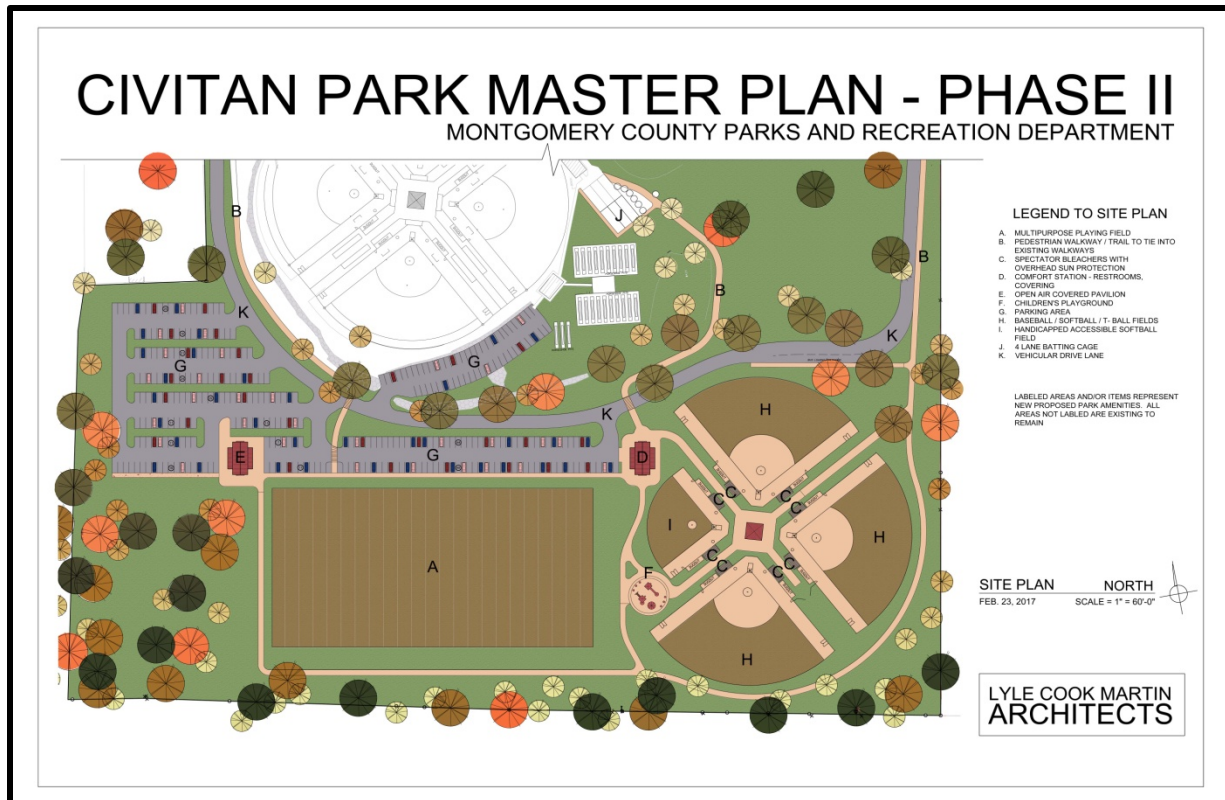 CIVITAN PARK MASTER PLAN - PHASE II
MONTGOMERY COUNTY PARKS AND RECREATION DEPARTMENT
B
J
B
B
K
K
G
G
K
H
E
G
D
C
C
C
C
I
H
A
C
C
C
C
F
H
LEGEND TO SITE PLAN
A. MULTIPURPOSE PLAYING FIELD
B. PEDESTRIAN WALKWAY / TRAIL TO TIE INTO
EXISTING WALKWAYS
C. SPECTATOR BLEACHERS WITH
OVERHEAD SUN PROTECTION
D. COMFORT STATION - RESTROOMS,
COVERING
E. OPEN AIR COVERED PAVILION
F. CHILDREN'S PLAYGROUND
G. PARKING AREA
H. BASEBALL / SOFTBALL / T- BALL FIELDS
I. HANDICAPPED ACCESSIBLE SOFTBALL
FIELD
J. 4 LANE BATTING CAGE
K. VEHICULAR DRIVE LANE
LABELED AREAS AND/OR ITEMS REPRESENT
NEW PROPOSED PARK AMENITIES. ALL
AREAS NOT LABLED ARE EXISTING TO
REMAIN
SITE PLAN NORTH
FEB. 23, 2017 SCALE = 1" = 60'-0"
LYLE COOK MARTIN
ARCHITECTS